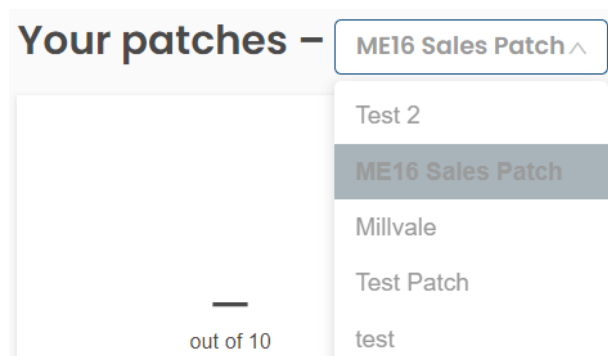 Your patches – ME16 Sales Patch
Test 2
ME16 Sales Patch
Millvale
Test Patch
–
out of 10
test